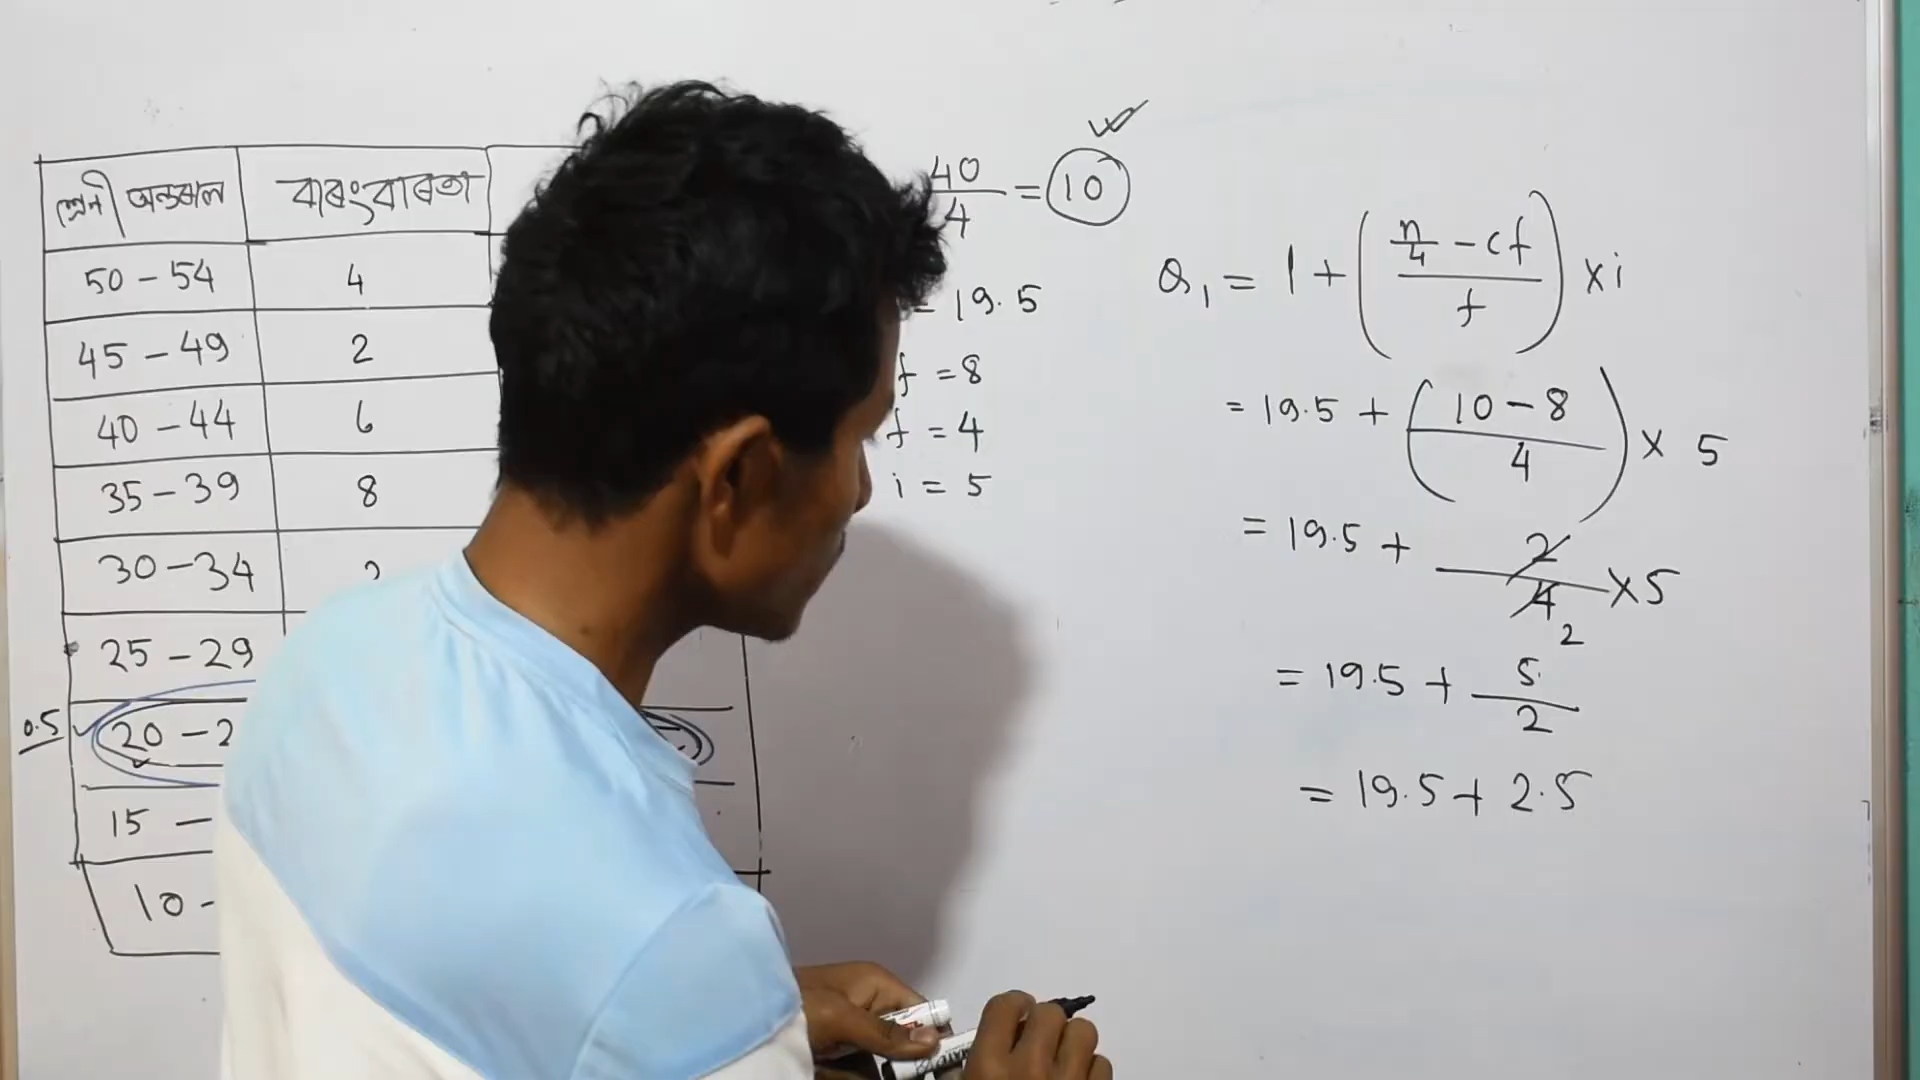 শ্রেনী অন্তৰাল বাৰংবাৰতা
50 - 54 4
45 - 49 2
40 - 44 6
35 - 39 8
30 - 34
25 - 29
0.5 20 - 2
15 -
10 -
40/4 = 10
= 19.5
f = 8
f = 4
i = 5
Q₁ = l + ( (n/4 - cf) / f ) × i
= 19.5 + ( (10 - 8) / 4 ) × 5
= 19.5 + 2/4 × 5
2
= 19.5 + 5/2
= 19.5 + 2.5